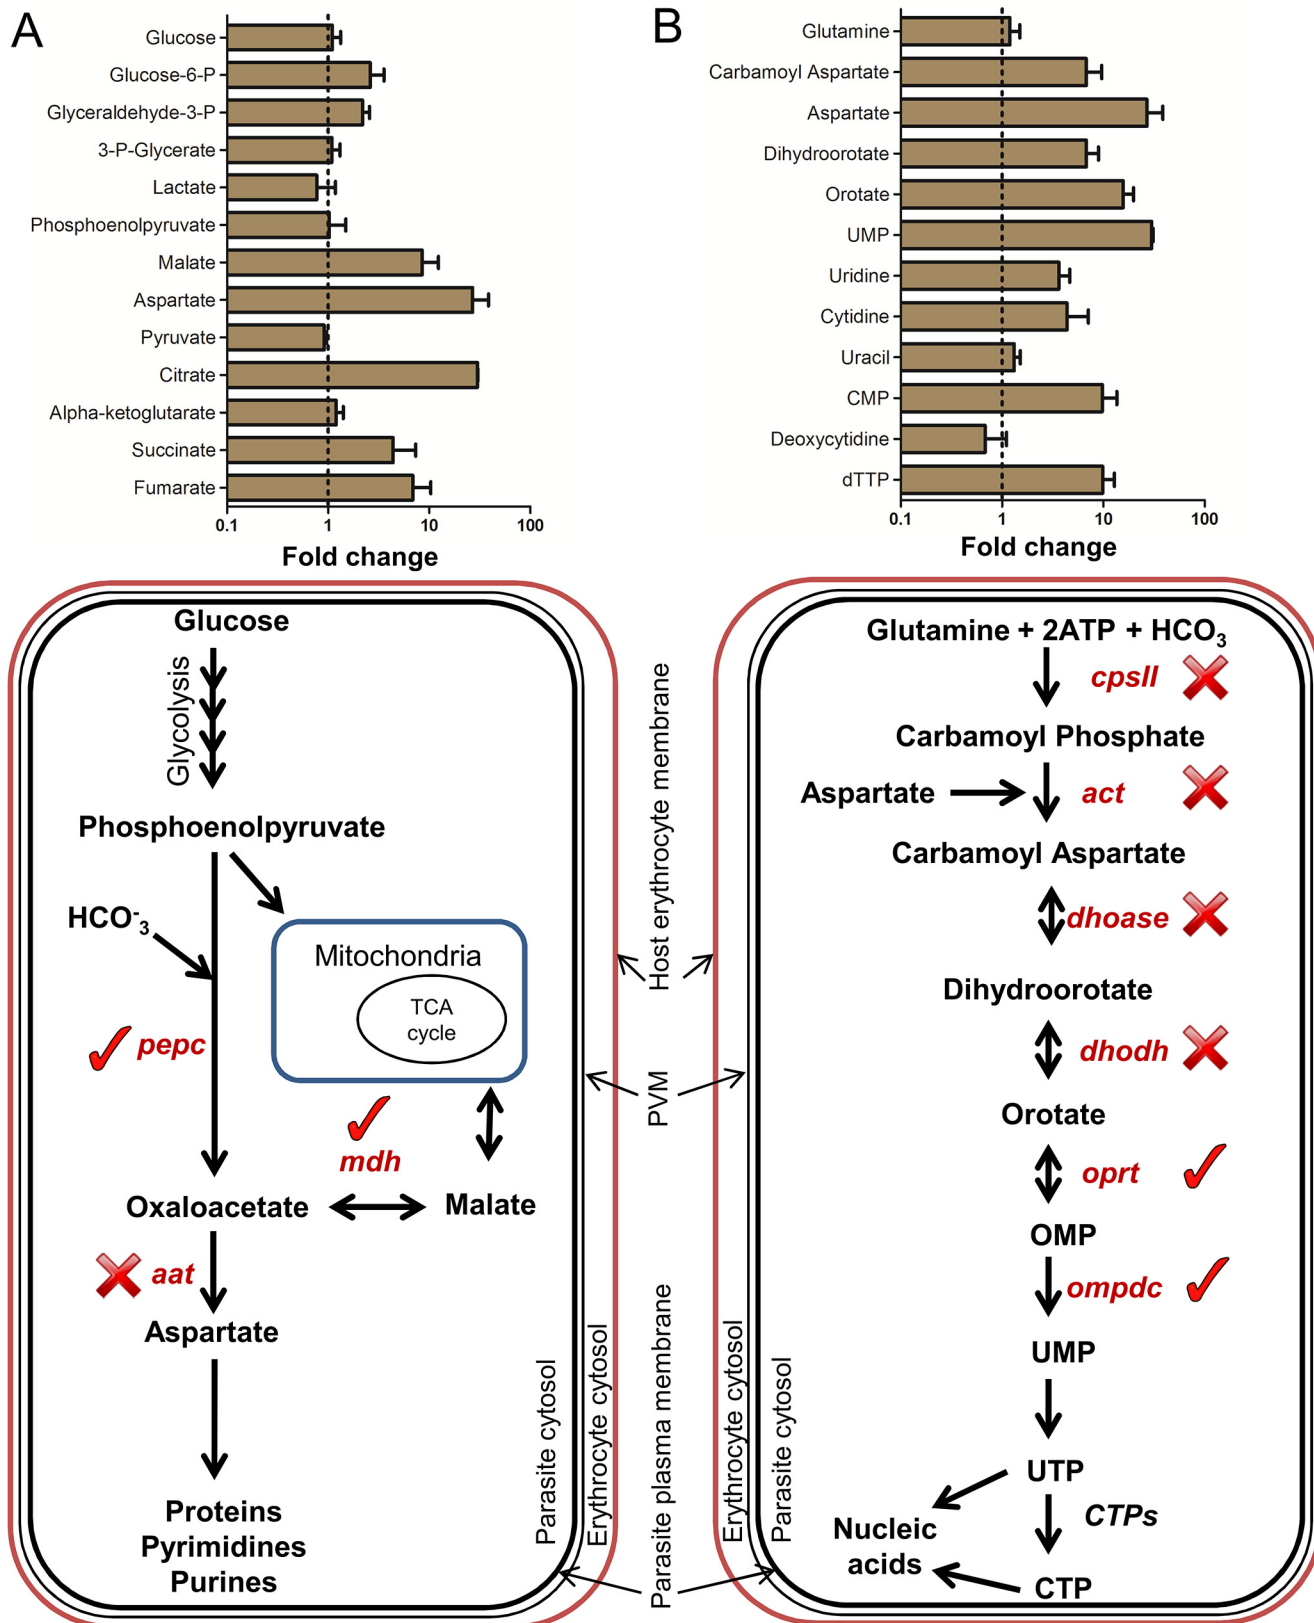 A
Glucose
Glucose-6-P
Glyceraldehyde-3-P
3-P-Glycerate
Lactate
Phosphoenolpyruvate
Malate
Aspartate
Pyruvate
Citrate
Alpha-ketoglutarate
Succinate
Fumarate
0.1 1 10 100
Fold change
B
Glutamine
Carbamoyl Aspartate
Aspartate
Dihydroorotate
Orotate
UMP
Uridine
Cytidine
Uracil
CMP
Deoxycytidine
dTTP
0.1 1 10 100
Fold change
Glucose
Glycolysis
Phosphoenolpyruvate
HCO⁻₃
Mitochondria
TCA
cycle
pepc
mdh
Oxaloacetate
Malate
aat
Aspartate
Proteins
Pyrimidines
Purines
Parasite cytosol
Erythrocyte cytosol
Host erythrocyte membrane
PVM
Parasite plasma membrane
Erythrocyte cytosol
Parasite cytosol
Glutamine + 2ATP + HCO₃
cpsII
Carbamoyl Phosphate
Aspartate
act
Carbamoyl Aspartate
dhoase
Dihydroorotate
dhodh
Orotate
oprt
OMP
ompdc
UMP
UTP
CTPs
Nucleic
acids
CTP